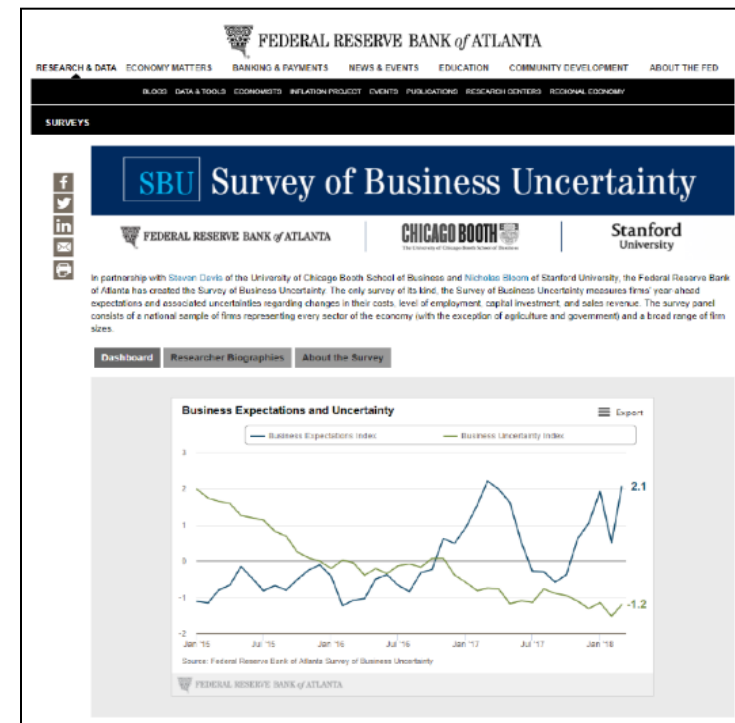 FEDERAL RESERVE BANK of ATLANTA
RESEARCH & DATA ECONOMY MATTERS BANKING & PAYMENTS NEWS & EVENTS EDUCATION COMMUNITY DEVELOPMENT ABOUT THE FED
BLOGS DATA & TOOLS ECONOMISTS INFLATION PROJECT EVENTS PUBLICATIONS RESEARCH CENTERS REGIONAL ECONOMY
SURVEYS
SBU Survey of Business Uncertainty
FEDERAL RESERVE BANK of ATLANTA
CHICAGO BOOTH
The University of Chicago Booth School of Business
Stanford
University
In partnership with Steven Davis of the University of Chicago Booth School of Business and Nicholas Bloom of Stanford University, the Federal Reserve Bank
of Atlanta has created the Survey of Business Uncertainty. The only survey of its kind, the Survey of Business Uncertainty measures firms' year-ahead
expectations and associated uncertainties regarding changes in their costs, level of employment, capital investment, and sales revenue. The survey panel
consists of a national sample of firms representing every sector of the economy (with the exception of agriculture and government) and a broad range of firm
sizes.
Dashboard Researcher Biographies About the Survey
Business Expectations and Uncertainty
Export
Business Expectations Index Business Uncertainty Index
3
2
2.1
1
0
-1
-1.2
-2
Jan '15 Jul '15 Jan '16 Jul '16 Jan '17 Jul '17 Jan '18
Source: Federal Reserve Bank of Atlanta Survey of Business Uncertainty
FEDERAL RESERVE BANK of ATLANTA